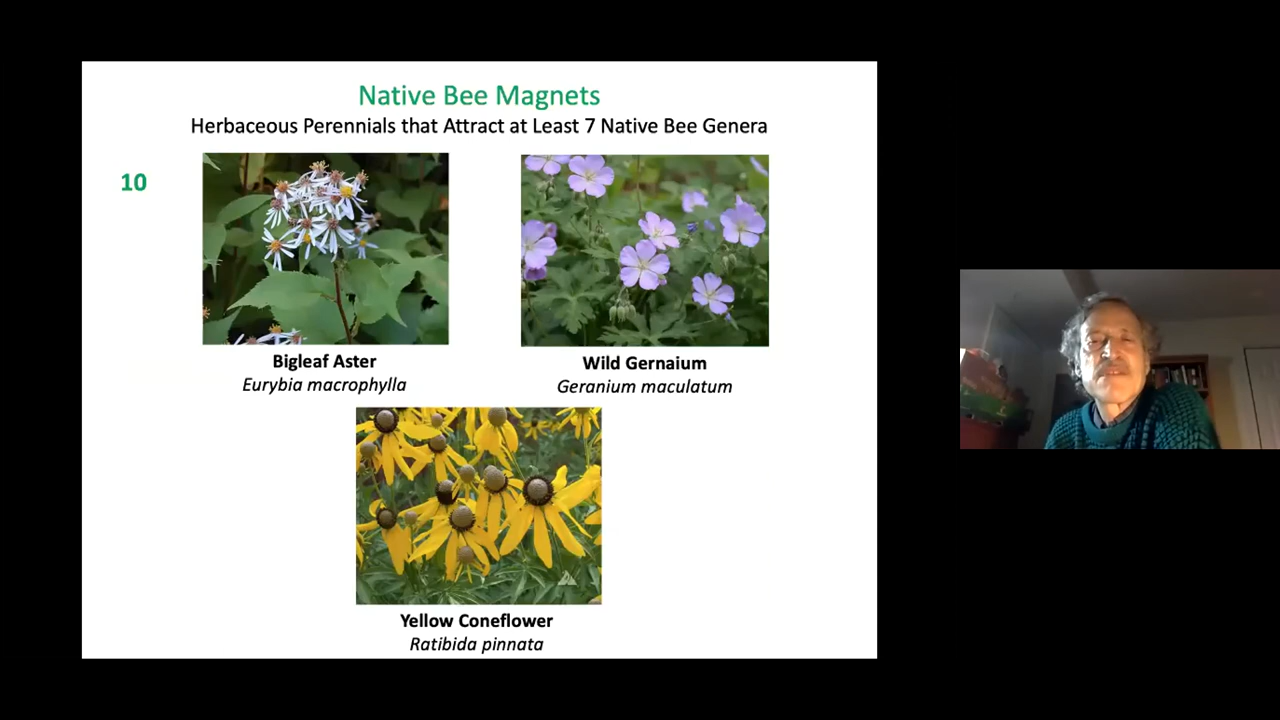 Native Bee Magnets
Herbaceous Perennials that Attract at Least 7 Native Bee Genera
10
Bigleaf Aster
Eurybia macrophylla
Wild Gernaium
Geranium maculatum
Yellow Coneflower
Ratibida pinnata